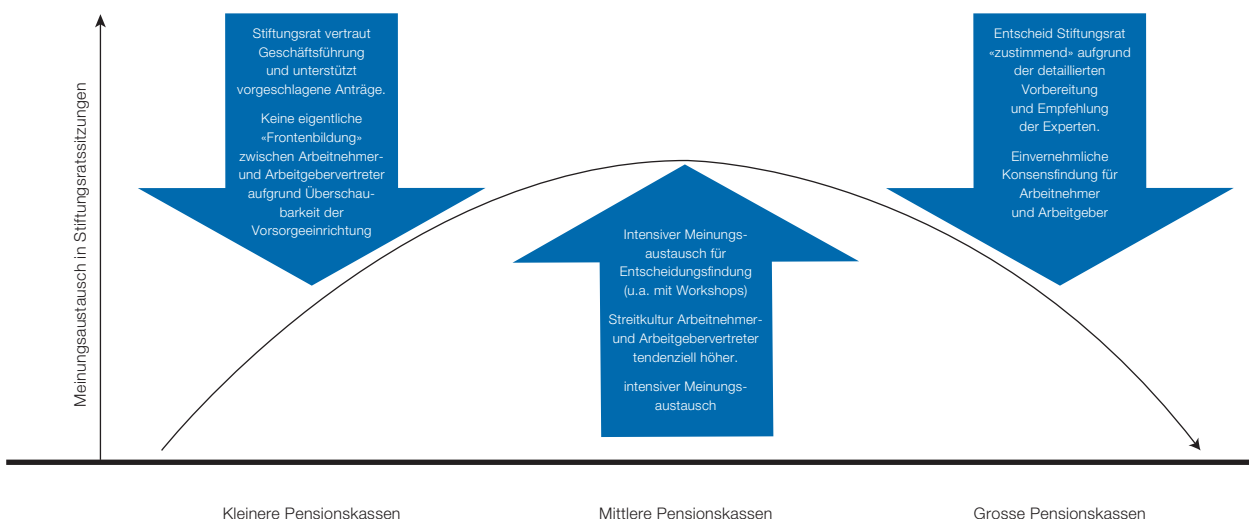 Meinungsaustausch in Stiftungsratssitzungen
Stiftungsrat vertraut
Geschäftsführung
und unterstützt
vorgeschlagene Anträge.
Keine eigentliche
«Frontenbildung»
zwischen Arbeitnehmer-
und Arbeitgebervertreter
aufgrund Überschau-
barkeit der
Vorsorgeeinrichtung
Intensiver Meinungs-
austausch für
Entscheidungsfindung
(u.a. mit Workshops)
Streitkultur Arbeitnehmer-
und Arbeitgebervertreter
tendenziell höher.
intensiver Meinungs-
austausch
Entscheid Stiftungsrat
«zustimmend» aufgrund
der detaillierten
Vorbereitung
und Empfehlung
der Experten.
Einvernehmliche
Konsensfindung für
Arbeitnehmer
und Arbeitgeber
Kleinere Pensionskassen
Mittlere Pensionskassen
Grosse Pensionskassen